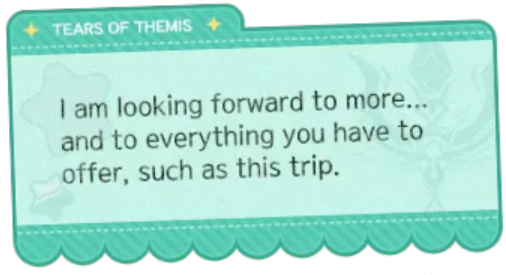 TEARS OF THEMIS
I am looking forward to more...
and to everything you have to
offer, such as this trip.